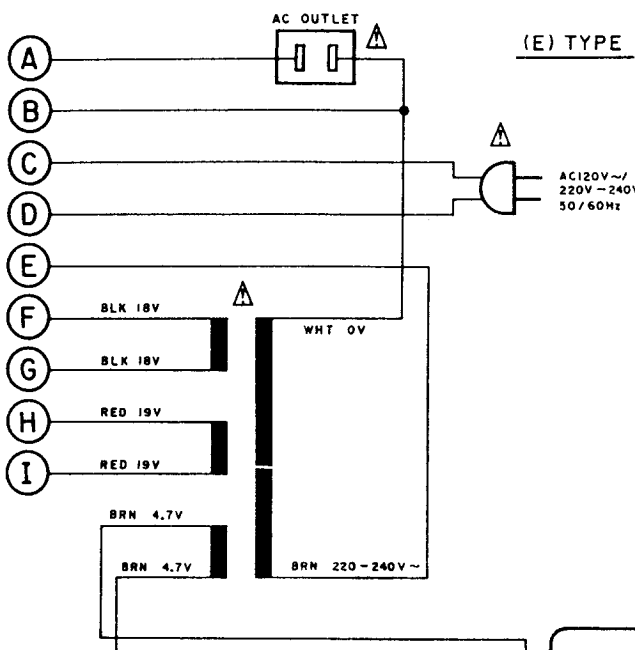 AC OUTLET
(E) TYPE
A
B
C
AC120V~/
220V-240V
50/60Hz
D
E
F
BLK 18V
WHT 0V
G
BLK 18V
H
RED 19V
I
RED 19V
BRN 4.7V
BRN 4.7V
BRN 220-240V~